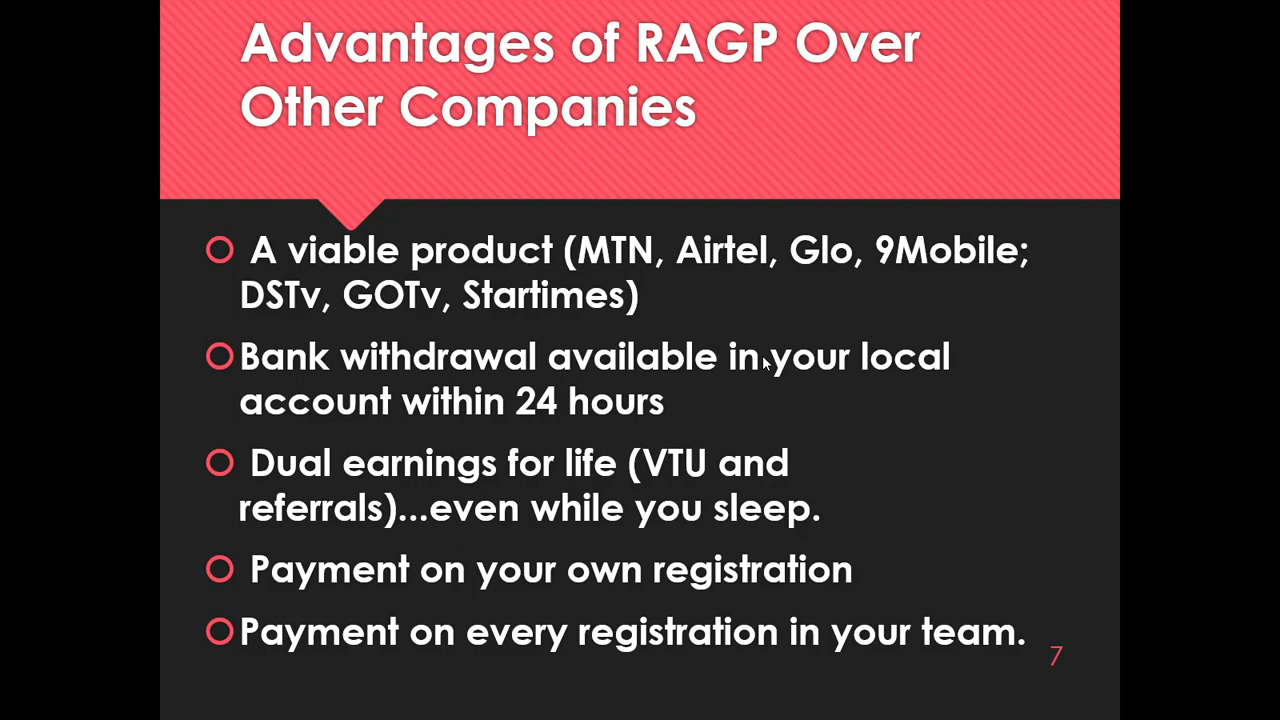 Advantages of RAGP Over
Other Companies
A viable product (MTN, Airtel, Glo, 9Mobile;
DSTv, GOTv, Startimes)
Bank withdrawal available in your local
account within 24 hours
Dual earnings for life (VTU and
referrals)...even while you sleep.
Payment on your own registration
Payment on every registration in your team.
7